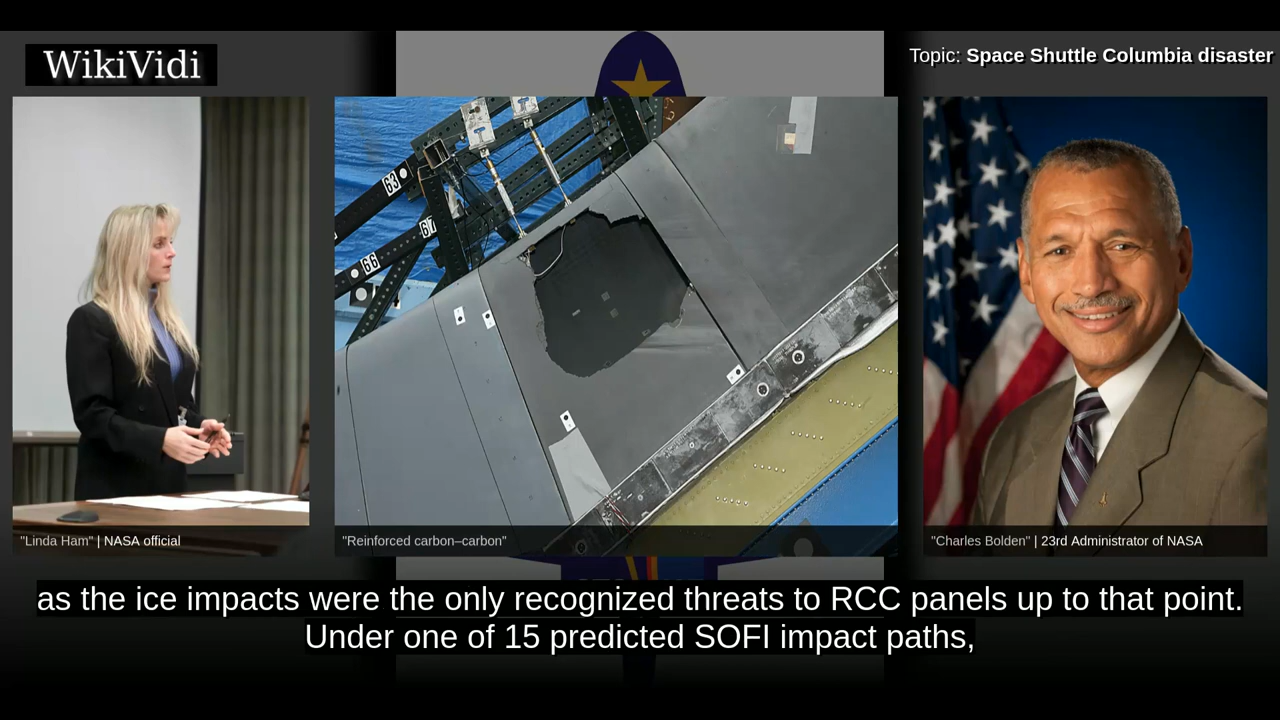 WikiVidi
Topic: Space Shuttle Columbia disaster
63
67
66
"Linda Ham" | NASA official
"Reinforced carbon–carbon"
"Charles Bolden" | 23rd Administrator of NASA
as the ice impacts were the only recognized threats to RCC panels up to that point.
Under one of 15 predicted SOFI impact paths,